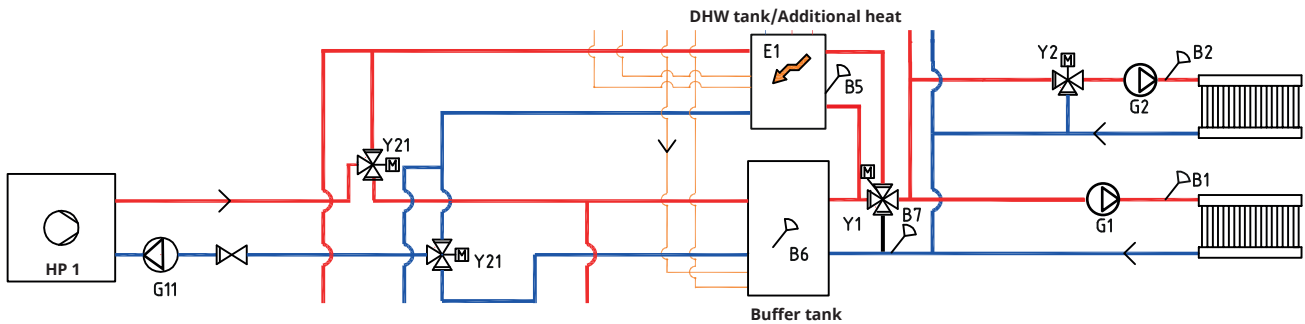 DHW tank/Additional heat
E1
B5
Y2
M
G2
B2
Y21
M
M
Y1
B7
G1
B1
HP 1
G11
M
Y21
B6
Buffer tank